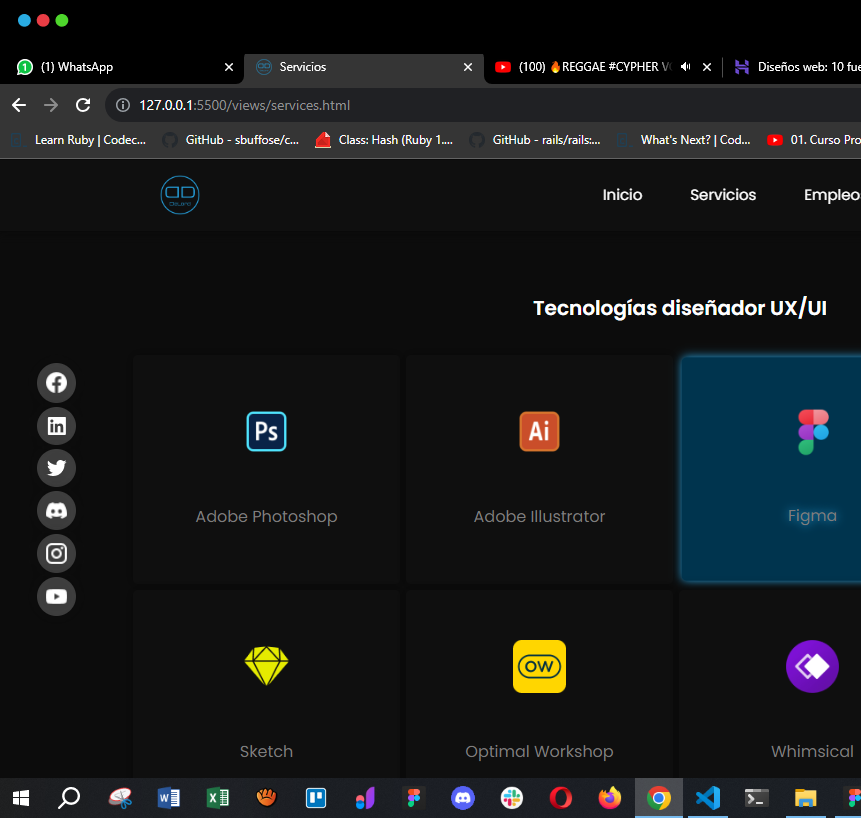 (1) WhatsApp
Servicios
(100) 🔥REGGAE #CYPHER
Diseños web: 10 fue
127.0.0.1:5500/views/services.html
Learn Ruby | Codec...
GitHub - sbuffose/c...
Class: Hash (Ruby 1....
GitHub - rails/rails:...
What's Next? | Cod...
01. Curso Pro
Inicio
Servicios
Empleo
Tecnologías diseñador UX/UI
Ps
Ai
Adobe Photoshop
Adobe Illustrator
Figma
OW
Sketch
Optimal Workshop
Whimsical